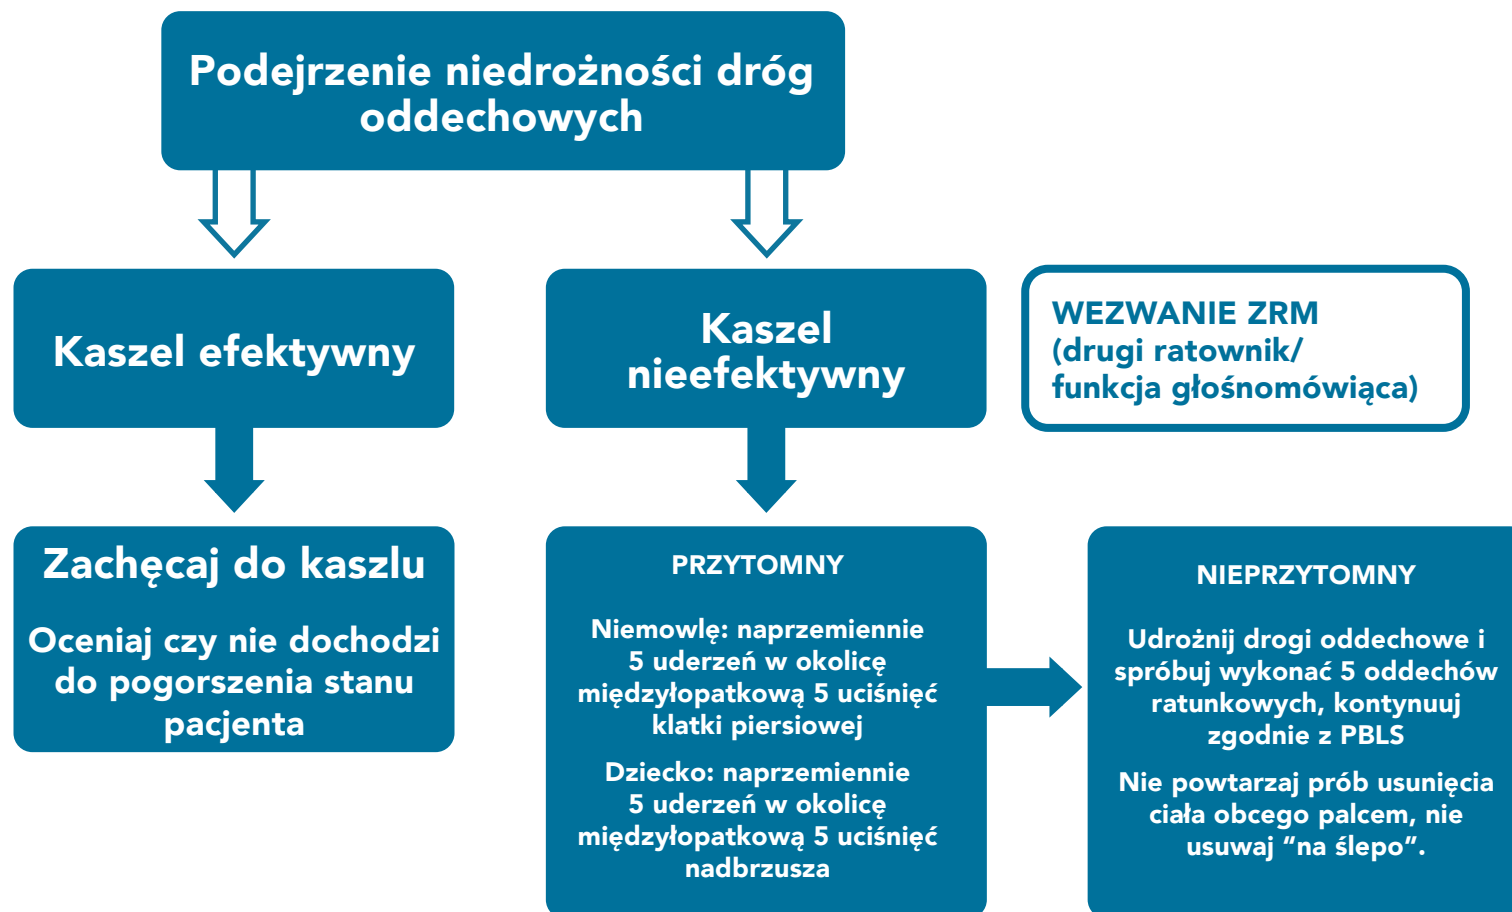 Podejrzenie niedrożności dróg
oddechowych
Kaszel efektywny
Kaszel
nieefektywny
WEZWANIE ZRM
(drugi ratownik/
funkcja głośnomówiąca)
Zachęcaj do kaszlu
Oceniaj czy nie dochodzi
do pogorszenia stanu
pacjenta
PRZYTOMNY
Niemowlę: naprzemiennie
5 uderzeń w okolicę
międzyłopatkową 5 uciśnięć
klatki piersiowej
Dziecko: naprzemiennie
5 uderzeń w okolicę
międzyłopatkową 5 uciśnięć
nadbrzusza
NIEPRZYTOMNY
Udrożnij drogi oddechowe i
spróbuj wykonać 5 oddechów
ratunkowych, kontynuuj
zgodnie z PBLS
Nie powtarzaj prób usunięcia
ciała obcego palcem, nie
usuwaj “na ślepo”.